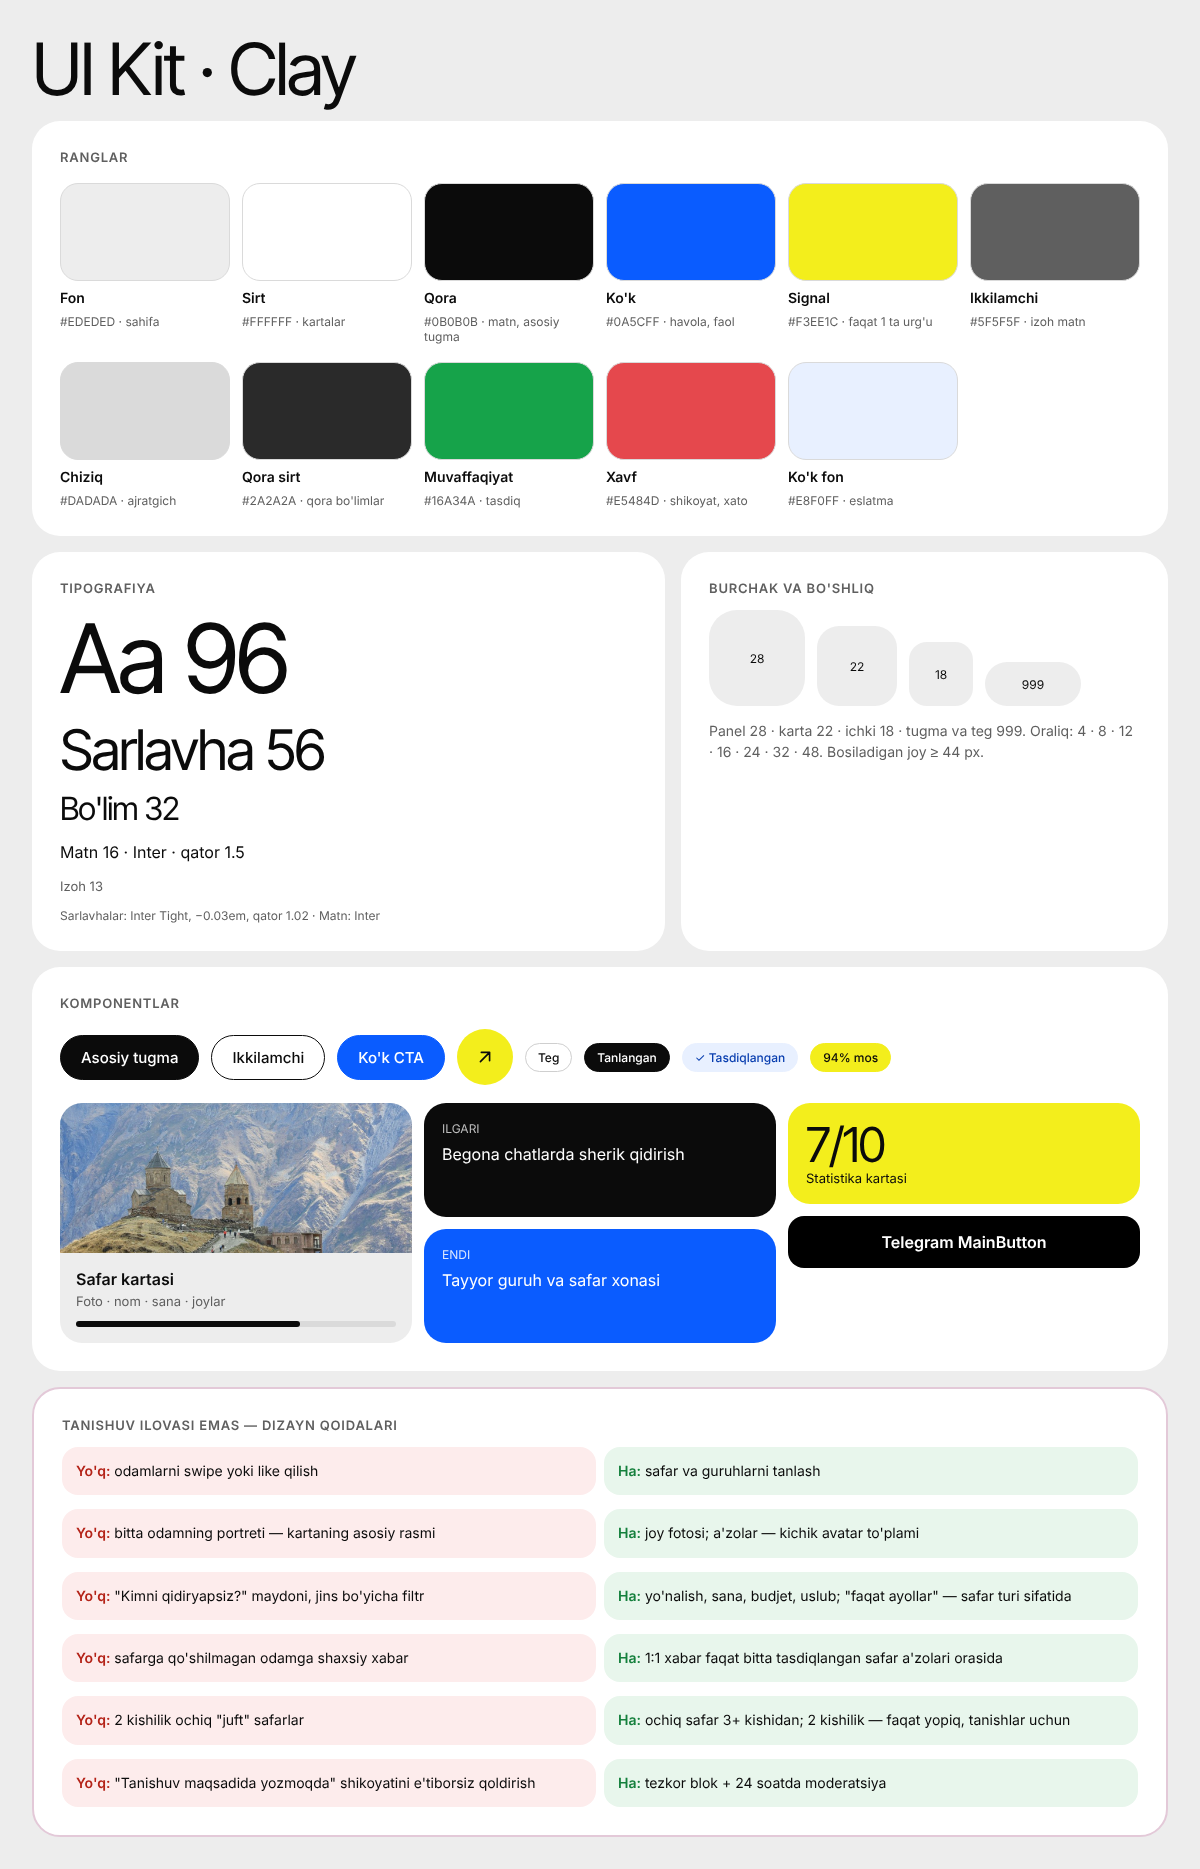 UI Kit · Clay
RANGLAR
Fon
#EDEDED · sahifa
Sirt
#FFFFFF · kartalar
Qora
#0B0B0B · matn, asosiy
tugma
Ko'k
#0A5CFF · havola, faol
Signal
#F3EE1C · faqat 1 ta urg'u
Ikkilamchi
#5F5F5F · izoh matn
Chiziq
#DADADA · ajratgich
Qora sirt
#2A2A2A · qora bo'limlar
Muvaffaqiyat
#16A34A · tasdiq
Xavf
#E5484D · shikoyat, xato
Ko'k fon
#E8F0FF · eslatma
TIPOGRAFIYA
Aa 96
Sarlavha 56
Bo'lim 32
Matn 16 · Inter · qator 1.5
Izoh 13
Sarlavhalar: Inter Tight, −0.03em, qator 1.02 · Matn: Inter
BURCHAK VA BO'SHLIQ
28
22
18
999
Panel 28 · karta 22 · ichki 18 · tugma va teg 999. Oraliq: 4 · 8 · 12
· 16 · 24 · 32 · 48. Bosiladigan joy ≥ 44 px.
KOMPONENTLAR
Asosiy tugma
Ikkilamchi
Ko'k CTA
↗
Teg
Tanlangan
✓ Tasdiqlangan
94% mos
Safar kartasi
Foto · nom · sana · joylar
ILGARI
Begona chatlarda sherik qidirish
ENDI
Tayyor guruh va safar xonasi
7/10
Statistika kartasi
Telegram MainButton
TANISHUV ILOVASI EMAS — DIZAYN QOIDALARI
Yo'q: odamlarni swipe yoki like qilish
Ha: safar va guruhlarni tanlash
Yo'q: bitta odamning portreti — kartaning asosiy rasmi
Ha: joy fotosi; a'zolar — kichik avatar to'plami
Yo'q: "Kimni qidiryapsiz?" maydoni, jins bo'yicha filtr
Ha: yo'nalish, sana, budjet, uslub; "faqat ayollar" — safar turi sifatida
Yo'q: safarga qo'shilmagan odamga shaxsiy xabar
Ha: 1:1 xabar faqat bitta tasdiqlangan safar a'zolari orasida
Yo'q: 2 kishilik ochiq "juft" safarlar
Ha: ochiq safar 3+ kishidan; 2 kishilik — faqat yopiq, tanishlar uchun
Yo'q: "Tanishuv maqsadida yozmoqda" shikoyatini e'tiborsiz qoldirish
Ha: tezkor blok + 24 soatda moderatsiya